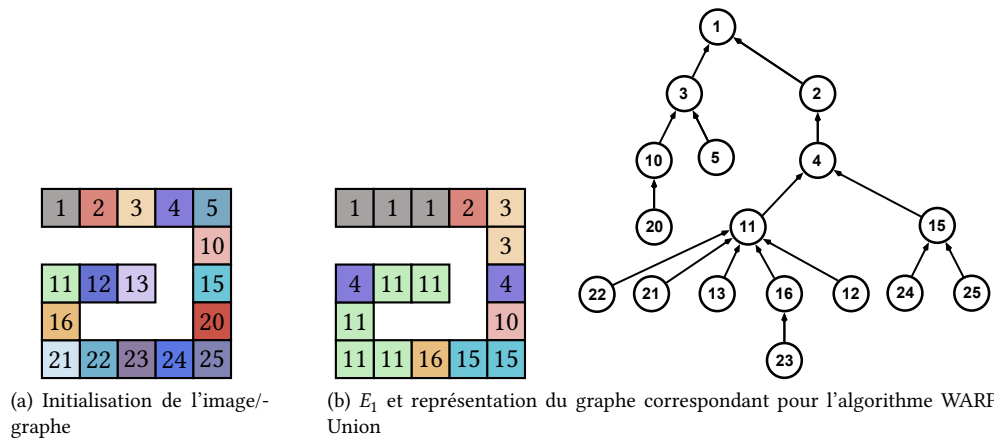 1
3 2
10 5 4
20 11 15
22 21 13 16 12 24 25
23
1 2 3 4 5
10
11 12 13 15
16 20
21 22 23 24 25
1 1 1 2 3
3
4 11 11 4
11 10
11 11 16 15 15
(a) Initialisation de l'image/-
graphe
(b) E₁ et représentation du graphe correspondant pour l'algorithme WARP
Union